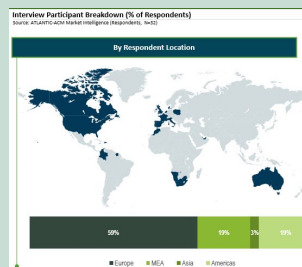 Interview Participant Breakdown (% of Respondents)
Source: ATLANTIC-ACM Market Intelligence (Respondents, N=32)
By Respondent Location
59% 19% 3% 19%
Europe MEA Asia Americas